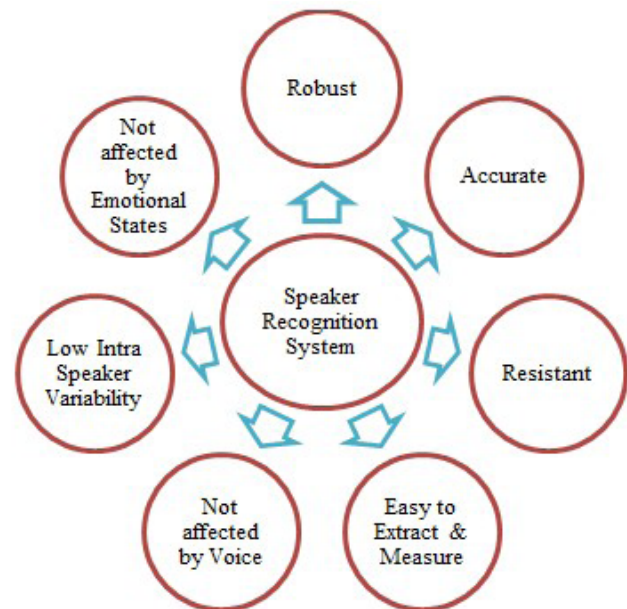 Robust
Accurate
Resistant
Easy to
Extract & Measure
Not
affected
by Voice
Low Intra
Speaker
Variability
Not
affected
by
Emotional
States
Speaker
Recognition
System